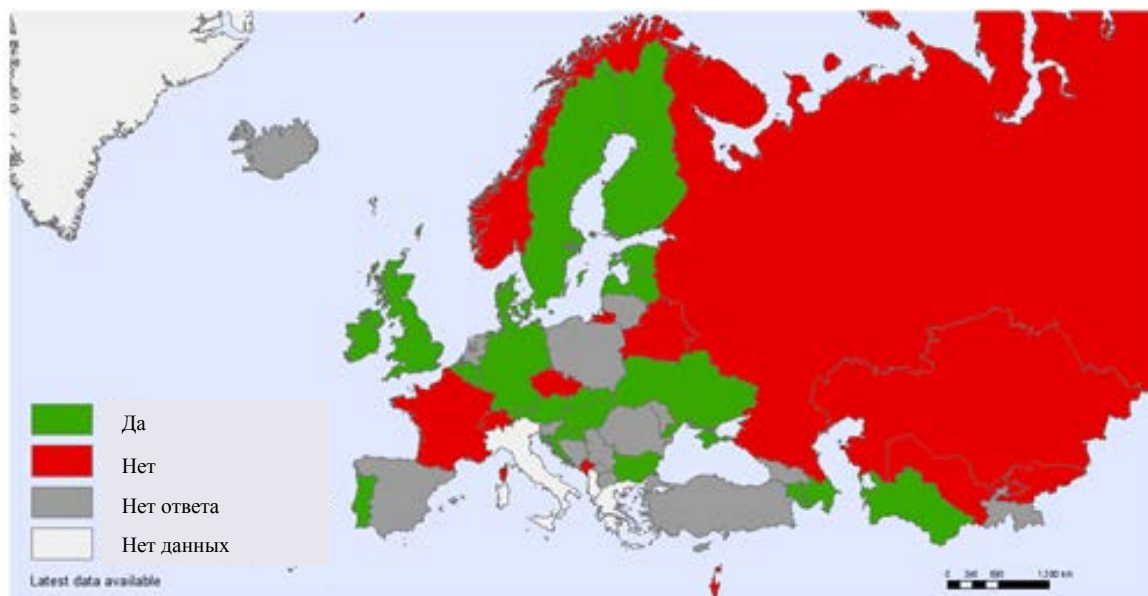 Да
Нет
Нет ответа
Нет данных
Latest data available